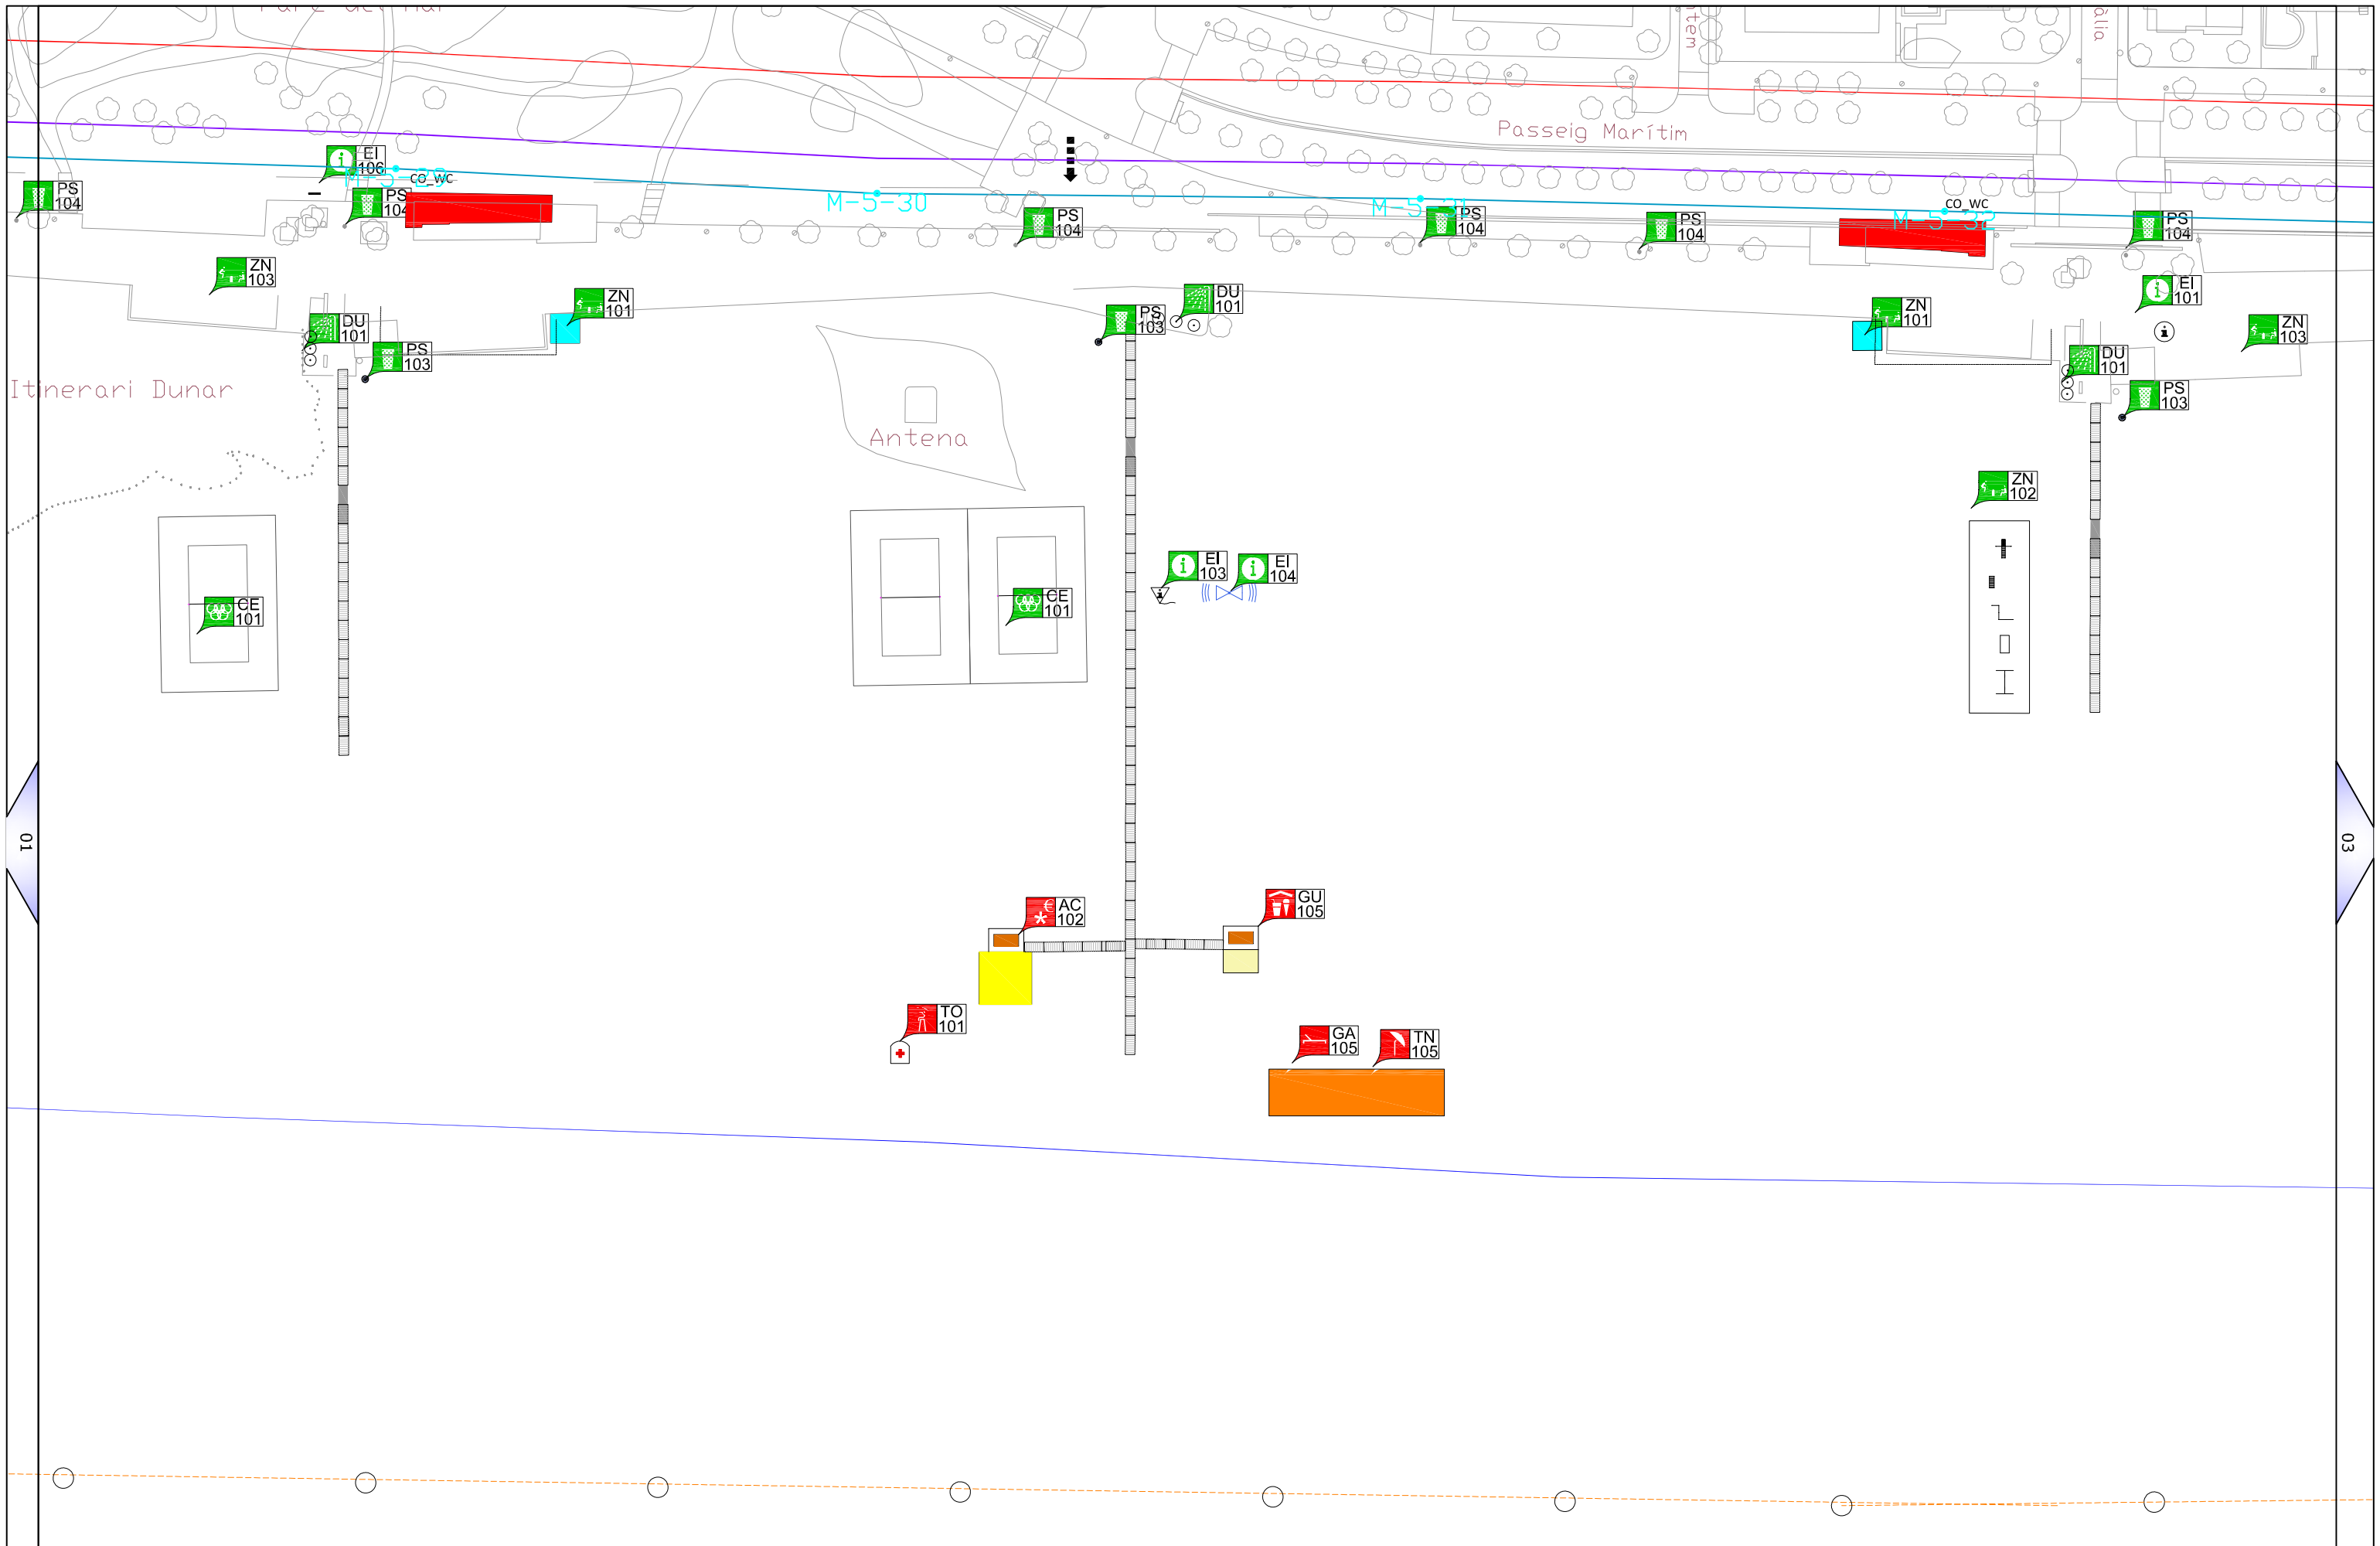 Passeig Marítim
EI
106
M-5-29
co_wc
PS
104
PS
104
M-5-30
PS
104
M-5-31
PS
104
PS
104
co_wc
M-5-32
PS
104
ZN
103
ZN
101
DU
101
EI
101
ZN
101
PS
103
DU
101
ZN
103
PS
103
DU
101
PS
103
Itinerari Dunar
Antena
ZN
102
EI
103
EI
104
CE
101
CE
101
01
03
AC
102
GU
105
TO
101
GA
105
TN
105